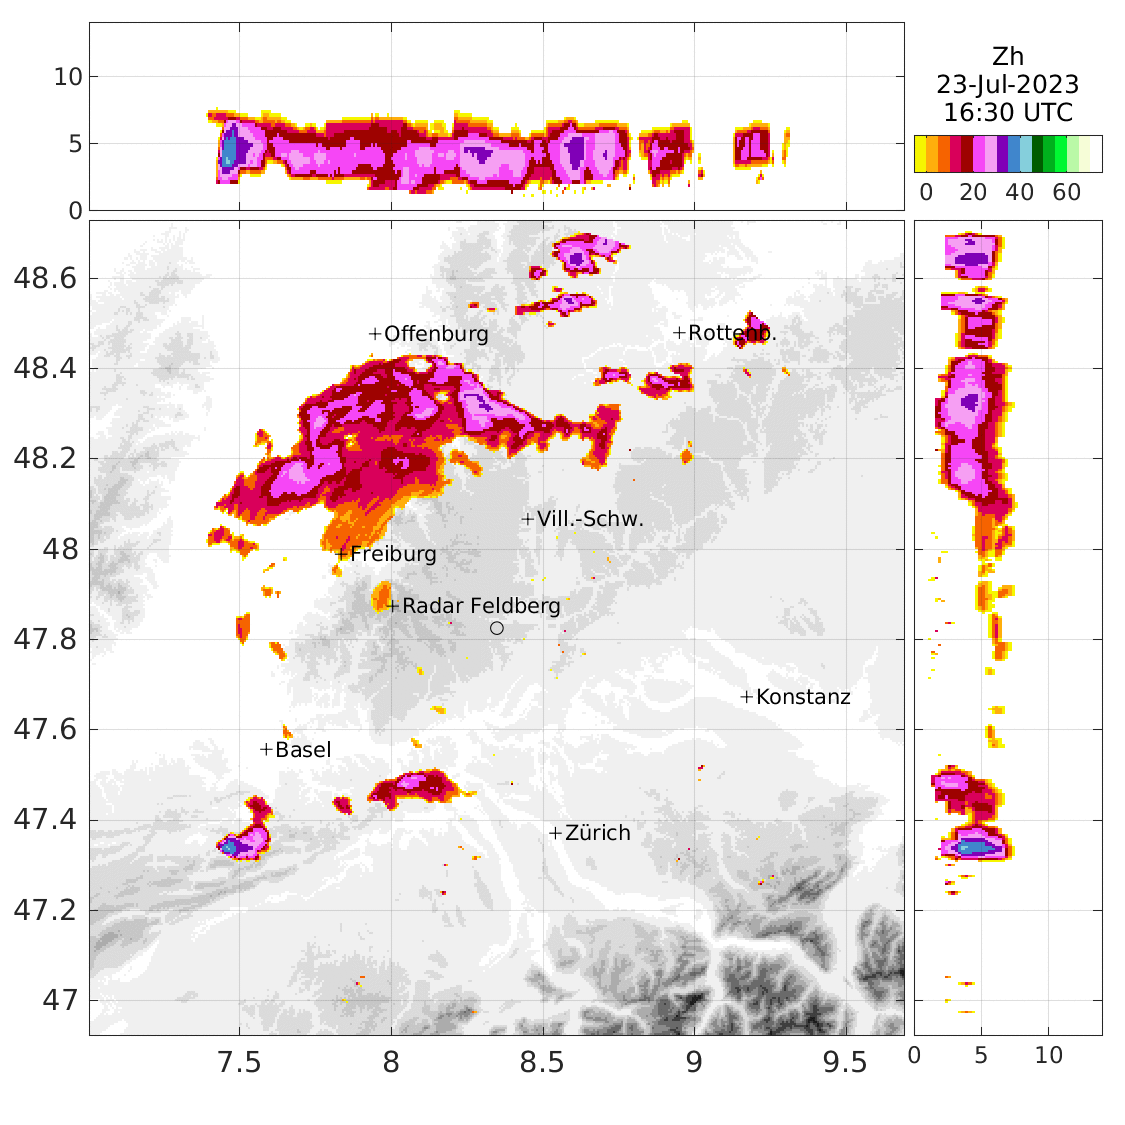 Zh
23-Jul-2023
16:30 UTC
0 20 40 60
10
5
0
48.6
48.4
48.2
48
47.8
47.6
47.4
47.2
47
Offenburg
Rottenb.
Vill.-Schw.
Freiburg
Radar Feldberg
Konstanz
Basel
Zürich
7.5 8 8.5 9 9.5
0 5 10